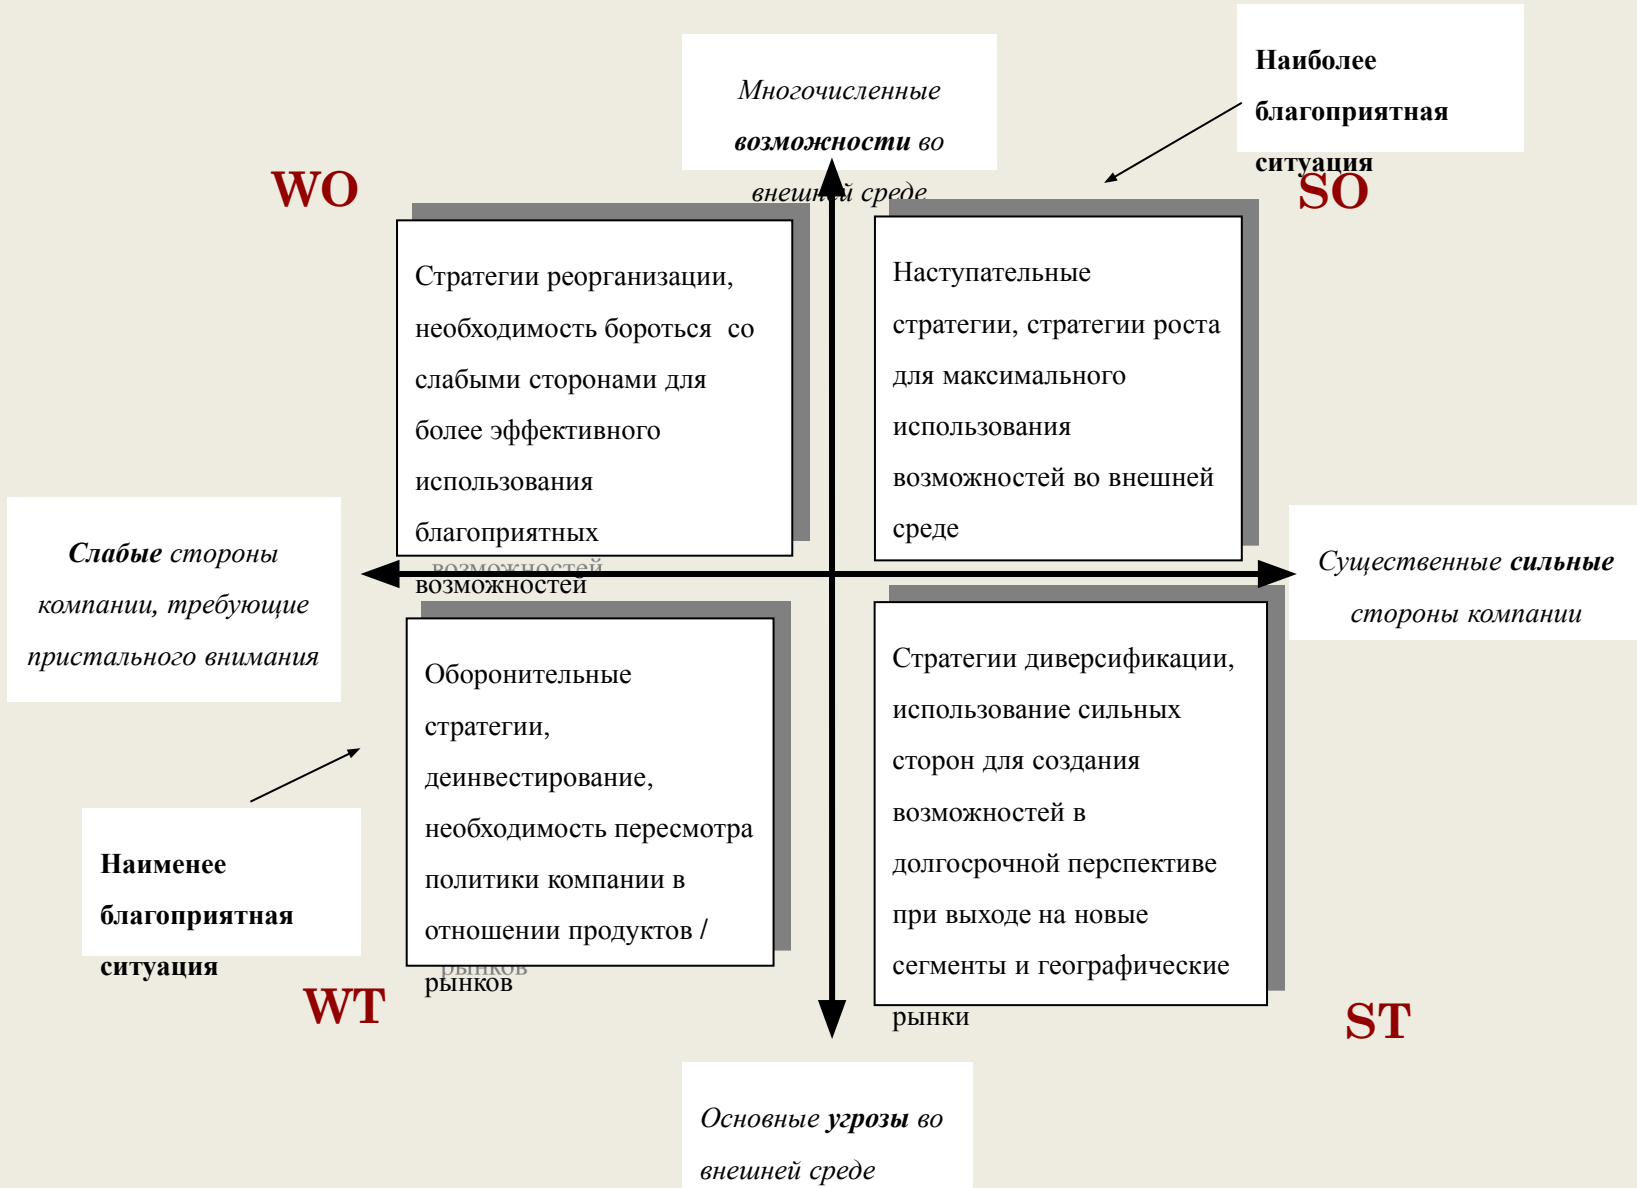 Многочисленные
возможности во
внешней среде
Наиболее
благоприятная
ситуация
WO
SO
Стратегии реорганизации,
необходимость бороться со
слабыми сторонами для
более эффективного
использования
благоприятных
возможностей
Наступательные
стратегии, стратегии роста
для максимального
использования
возможностей во внешней
среде
Слабые стороны
компании, требующие
пристального внимания
Существенные сильные
стороны компании
Оборонительные
стратегии,
деинвестирование,
необходимость пересмотра
политики компании в
отношении продуктов /
рынков
Стратегии диверсификации,
использование сильных
сторон для создания
возможностей в
долгосрочной перспективе
при выходе на новые
сегменты и географические
рынки
Наименее
благоприятная
ситуация
WT
ST
Основные угрозы во
внешней среде